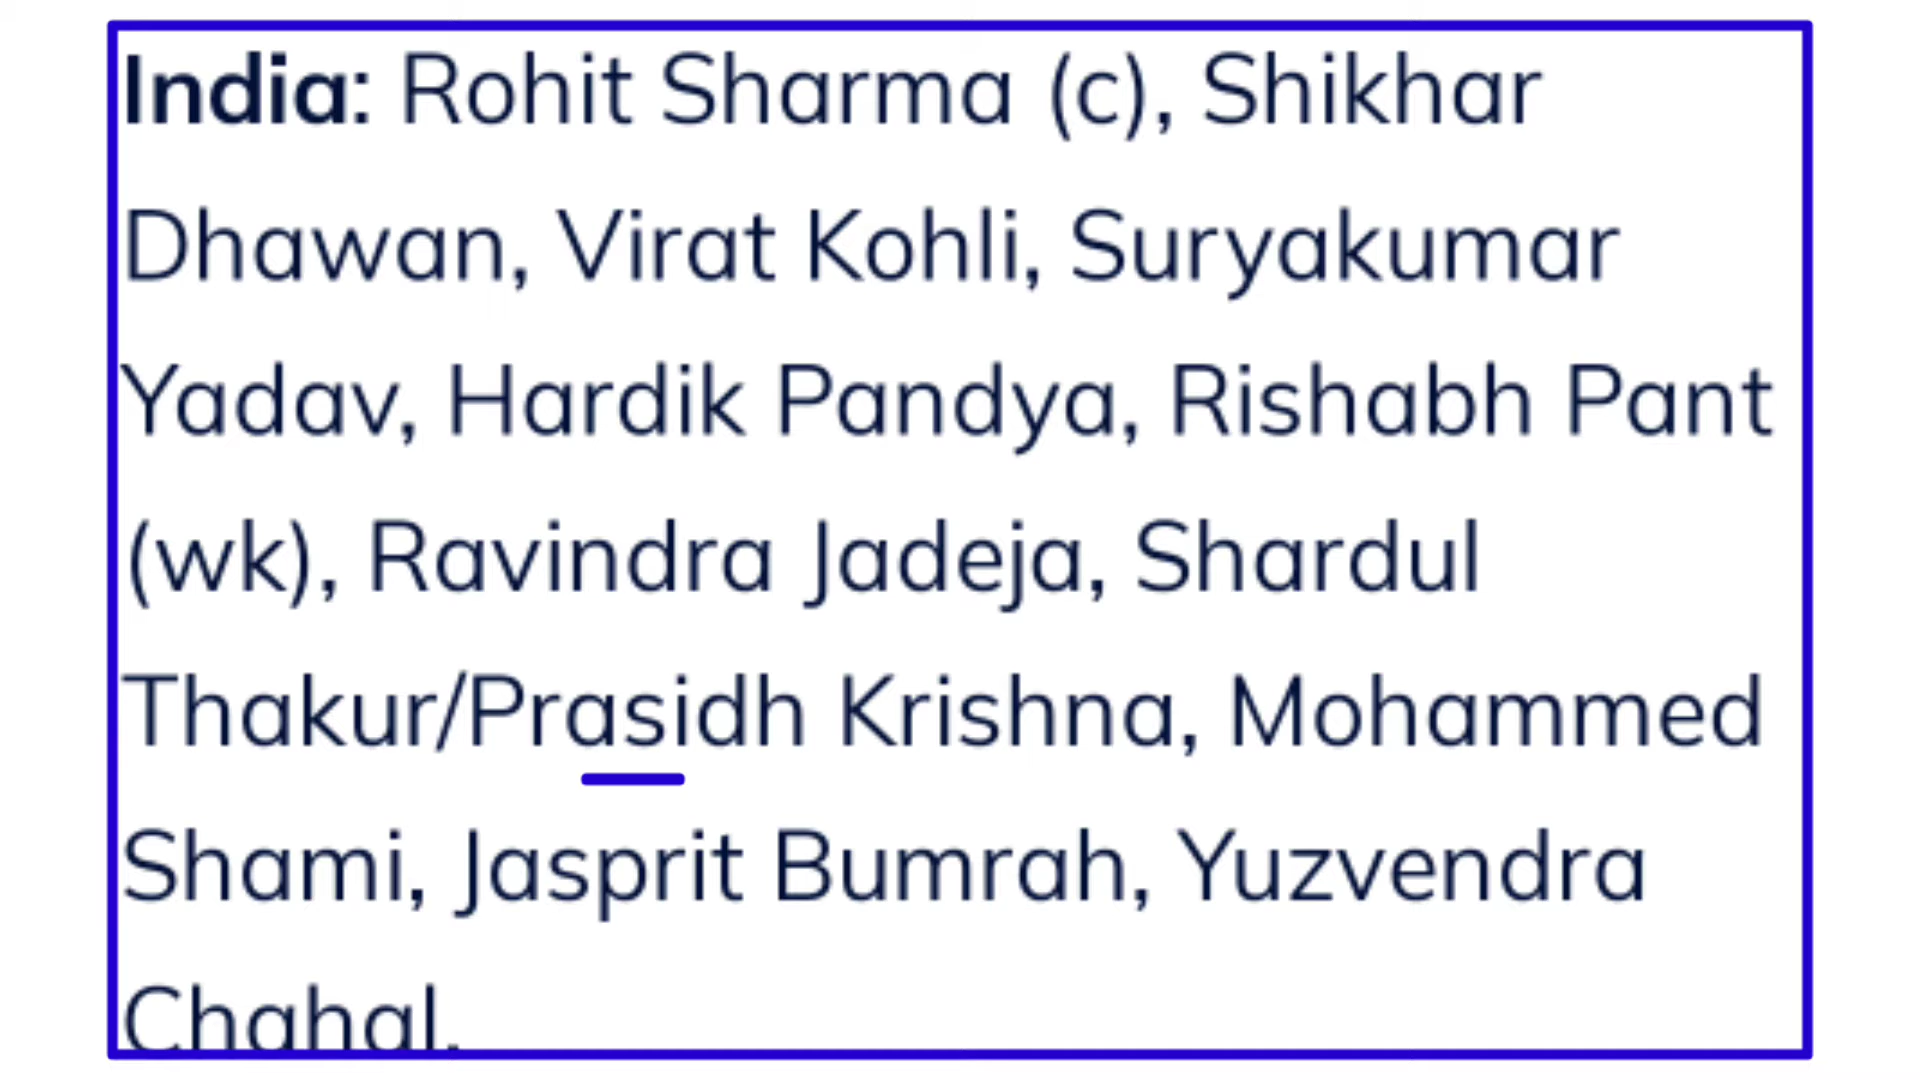 India: Rohit Sharma (c), Shikhar
Dhawan, Virat Kohli, Suryakumar
Yadav, Hardik Pandya, Rishabh Pant
(wk), Ravindra Jadeja, Shardul
Thakur/Prasidh Krishna, Mohammed
Shami, Jasprit Bumrah, Yuzvendra
Chahal.